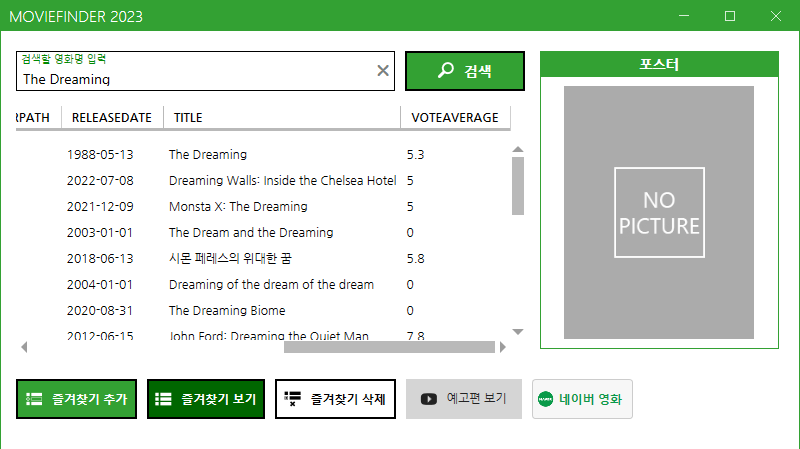 MOVIEFINDER 2023
검색할 영화명 입력
The Dreaming
검색
포스터
RPATH RELEASEDATE TITLE VOTEAVERAGE
1988-05-13 The Dreaming 5.3
2022-07-08 Dreaming Walls: Inside the Chelsea Hotel 5
2021-12-09 Monsta X: The Dreaming 5
2003-01-01 The Dream and the Dreaming 0
2018-06-13 시몬 페레스의 위대한 꿈 5.8
2004-01-01 Dreaming of the dream of the dream 0
2020-08-31 The Dreaming Biome 0
2012-06-15 John Ford: Dreaming the Quiet Man 7.8
NO
PICTURE
즐겨찾기 추가
즐겨찾기 보기
즐겨찾기 삭제
예고편 보기
네이버 영화